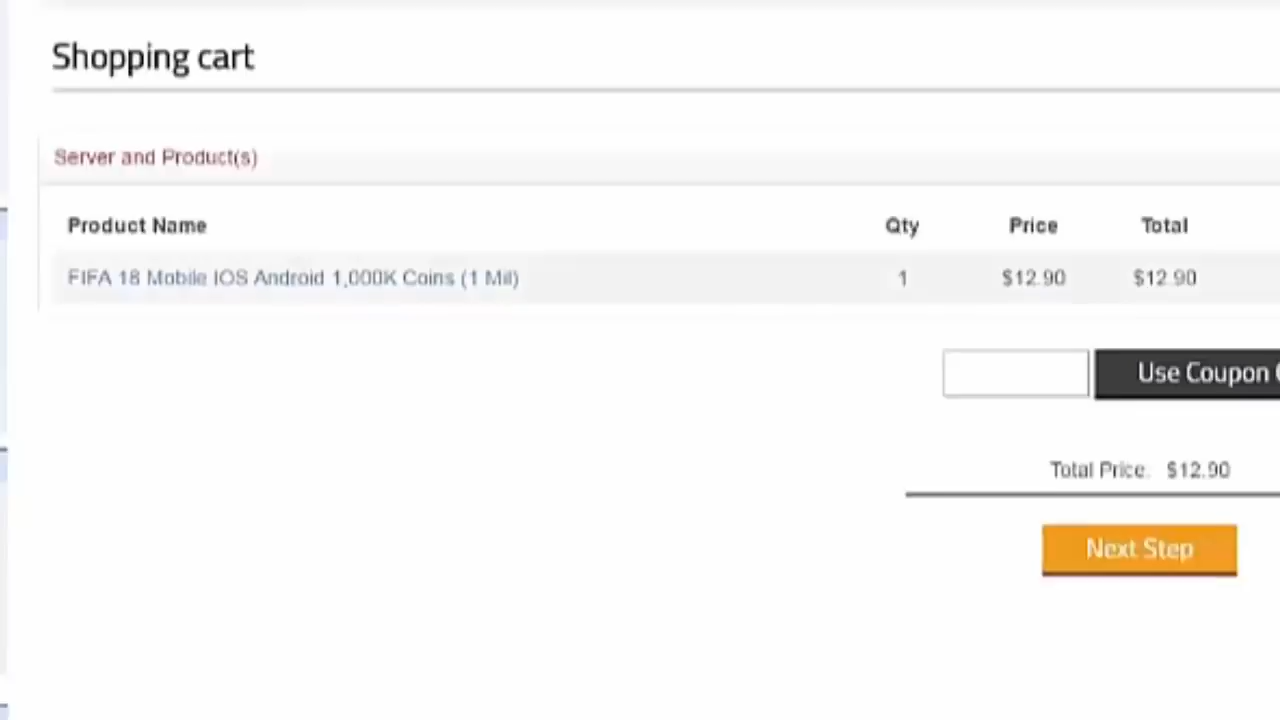 Shopping cart
Server and Product(s)
Product Name Qty Price Total
FIFA 18 Mobile IOS Android 1,000K Coins (1 Mil) 1 $12.90 $12.90
Use Coupon
Total Price: $12.90
Next Step